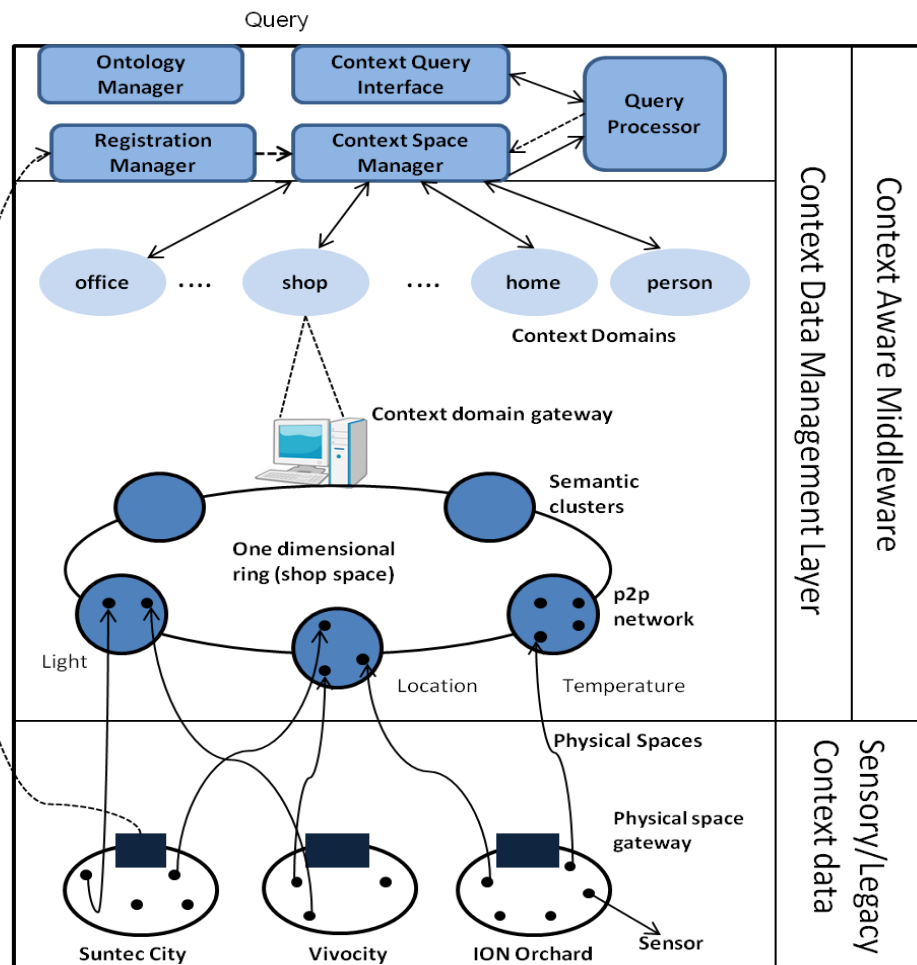 Query
Ontology
Manager
Context Query
Interface
Query
Processor
Registration
Manager
Context Space
Manager
office
....
shop
....
home
person
Context Domains
Context domain gateway
Semantic
clusters
One dimensional
ring (shop space)
p2p
network
Light
Location
Temperature
Physical Spaces
Physical space
gateway
Suntec City
Vivocity
ION Orchard
Sensor
Context Data Management Layer
Context Aware Middleware
Sensory/Legacy
Context data